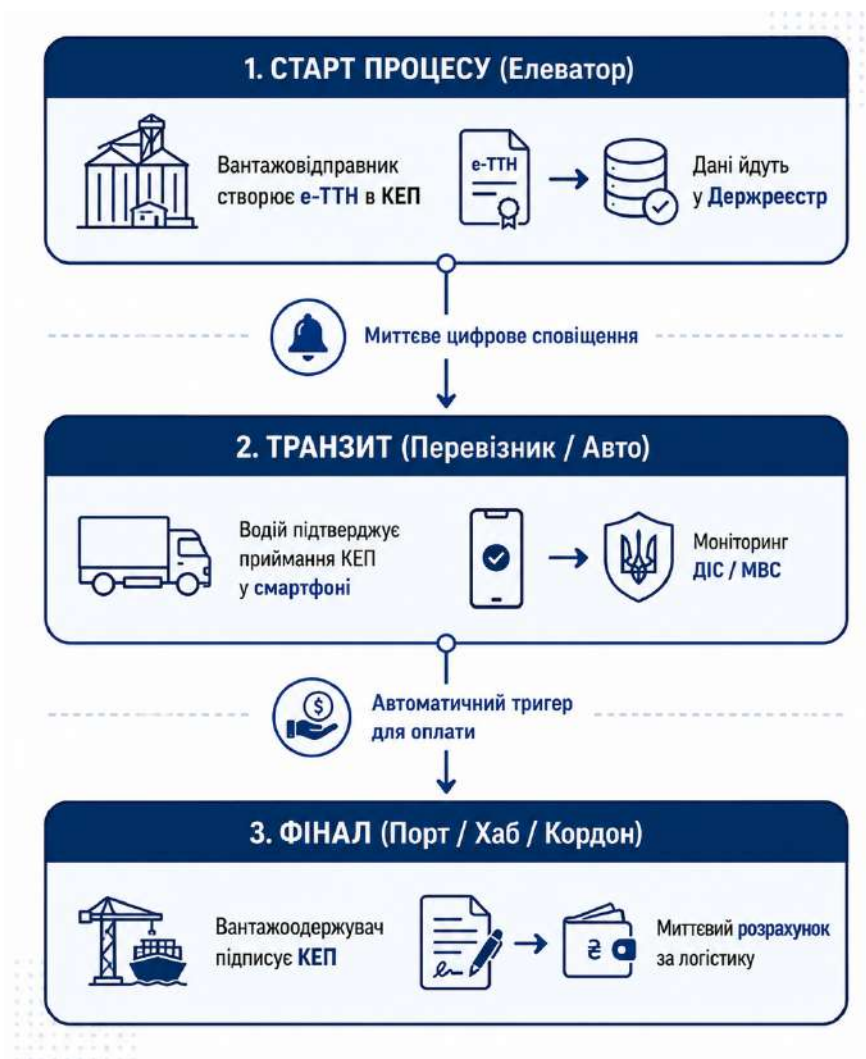 1. СТАРТ ПРОЦЕСУ (Елеватор)
Вантажовідправник
створює е-ТТН в КЕП
е-ТТН
Дані йдуть
у Держреєстр
Миттєве цифрове сповіщення
2. ТРАНЗИТ (Перевізник / Авто)
Водій підтверджує
приймання КЕП
у смартфоні
Моніторинг
ДІС / МВС
$
Автоматичний тригер
для оплати
3. ФІНАЛ (Порт / Хаб / Кордон)
Вантажоодержувач
підписує КЕП
₴
Миттєвий розрахунок
за логістику